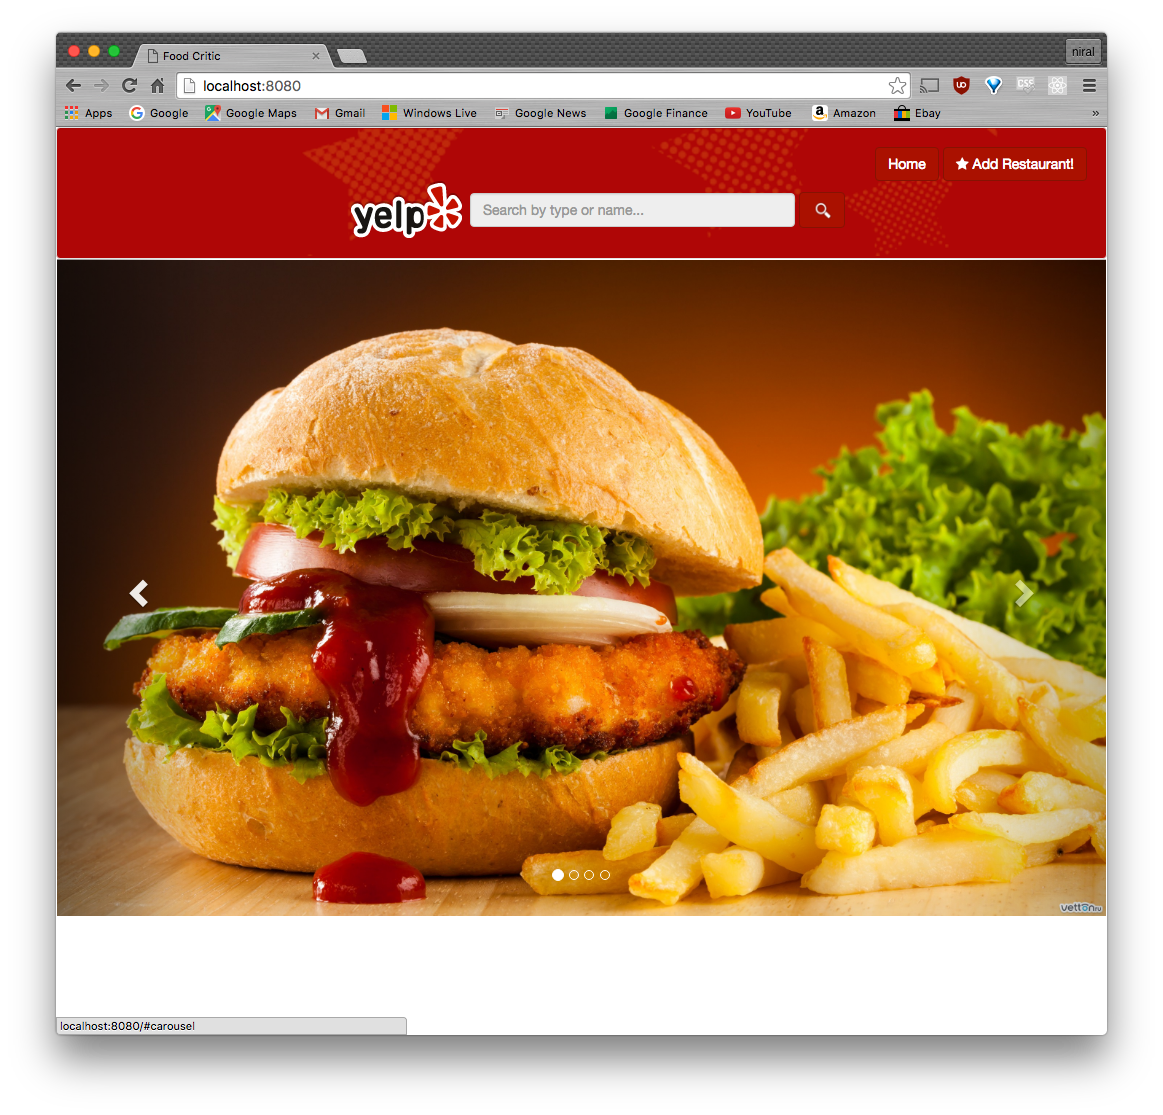 Food Critic
niral
localhost:8080
Apps Google Google Maps Gmail Windows Live Google News Google Finance YouTube Amazon Ebay »
Home Add Restaurant!
yelp Search by type or name...
vetton.ru
localhost:8080/#carousel